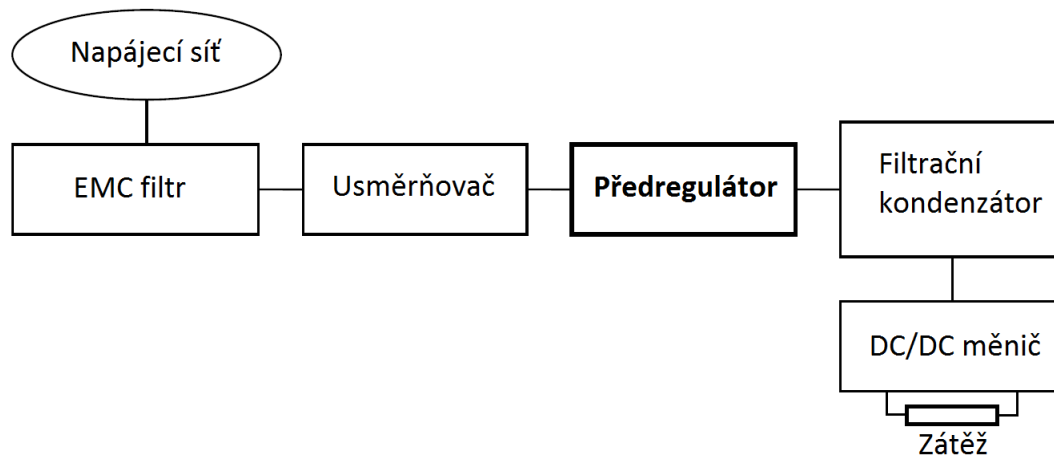 Napájecí síť
EMC filtr
Usměrňovač
Předregulátor
Filtrační
kondenzátor
DC/DC měnič
Zátěž